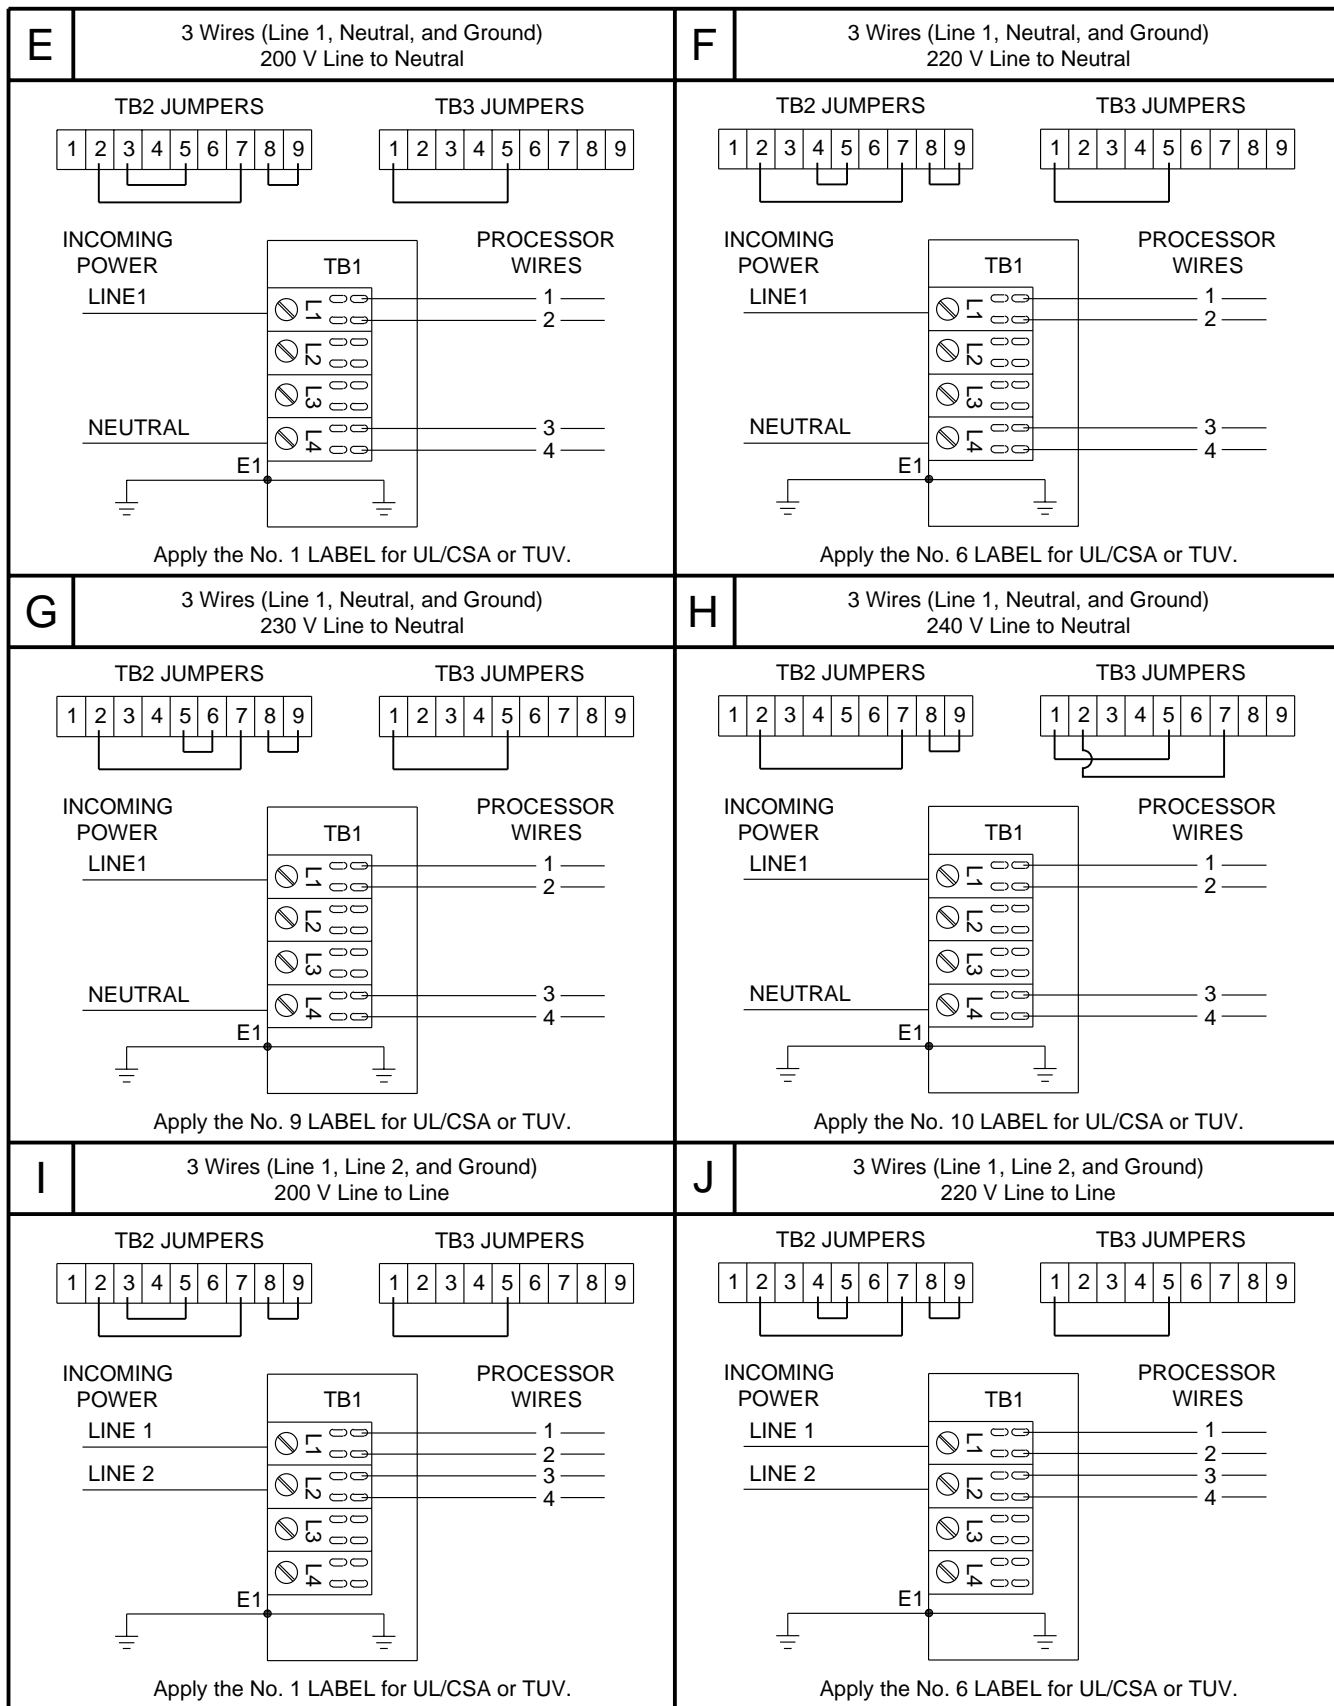 E
3 Wires (Line 1, Neutral, and Ground)
200 V Line to Neutral
TB2 JUMPERS
TB3 JUMPERS
1 2 3 4 5 6 7 8 9
1 2 3 4 5 6 7 8 9
INCOMING
POWER
PROCESSOR
WIRES
TB1
LINE1
L1
1
2
L2
L3
NEUTRAL
L4
3
4
E1
Apply the No. 1 LABEL for UL/CSA or TUV.
F
3 Wires (Line 1, Neutral, and Ground)
220 V Line to Neutral
TB2 JUMPERS
TB3 JUMPERS
1 2 3 4 5 6 7 8 9
1 2 3 4 5 6 7 8 9
INCOMING
POWER
PROCESSOR
WIRES
TB1
LINE1
L1
1
2
L2
L3
NEUTRAL
L4
3
4
E1
Apply the No. 6 LABEL for UL/CSA or TUV.
G
3 Wires (Line 1, Neutral, and Ground)
230 V Line to Neutral
TB2 JUMPERS
TB3 JUMPERS
1 2 3 4 5 6 7 8 9
1 2 3 4 5 6 7 8 9
INCOMING
POWER
PROCESSOR
WIRES
TB1
LINE1
L1
1
2
L2
L3
NEUTRAL
L4
3
4
E1
Apply the No. 9 LABEL for UL/CSA or TUV.
H
3 Wires (Line 1, Neutral, and Ground)
240 V Line to Neutral
TB2 JUMPERS
TB3 JUMPERS
1 2 3 4 5 6 7 8 9
1 2 3 4 5 6 7 8 9
INCOMING
POWER
PROCESSOR
WIRES
TB1
LINE1
L1
1
2
L2
L3
NEUTRAL
L4
3
4
E1
Apply the No. 10 LABEL for UL/CSA or TUV.
I
3 Wires (Line 1, Line 2, and Ground)
200 V Line to Line
TB2 JUMPERS
TB3 JUMPERS
1 2 3 4 5 6 7 8 9
1 2 3 4 5 6 7 8 9
INCOMING
POWER
PROCESSOR
WIRES
TB1
LINE 1
L1
1
2
LINE 2
L2
3
4
L3
L4
E1
Apply the No. 1 LABEL for UL/CSA or TUV.
J
3 Wires (Line 1, Line 2, and Ground)
220 V Line to Line
TB2 JUMPERS
TB3 JUMPERS
1 2 3 4 5 6 7 8 9
1 2 3 4 5 6 7 8 9
INCOMING
POWER
PROCESSOR
WIRES
TB1
LINE 1
L1
1
2
LINE 2
L2
3
4
L3
L4
E1
Apply the No. 6 LABEL for UL/CSA or TUV.